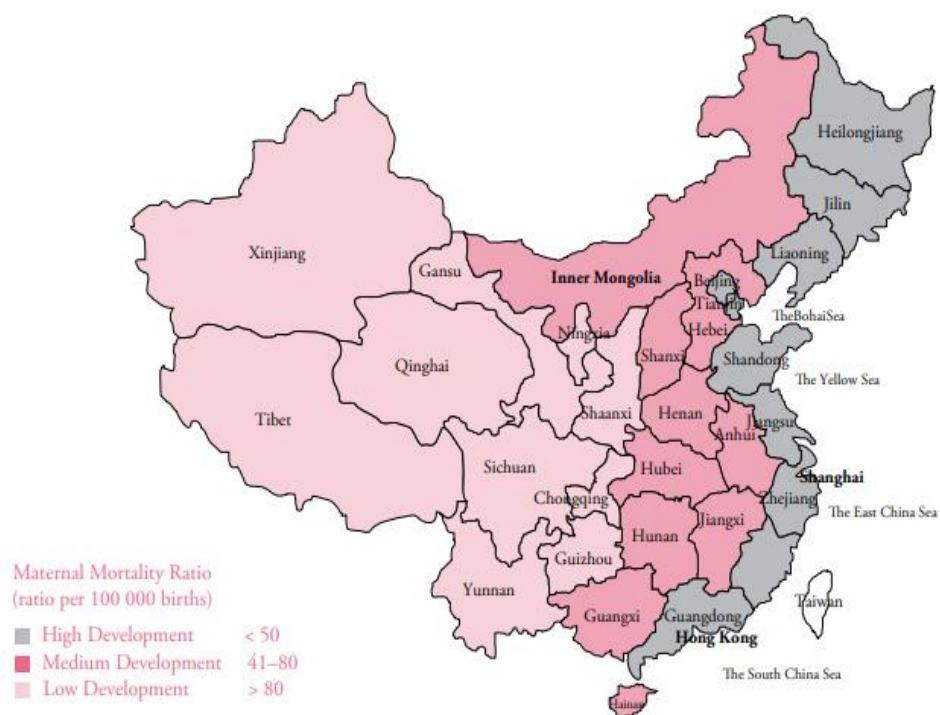 Heilongjiang
Jilin
Xinjiang
Liaoning
Gansu
Inner Mongolia
Beijing
Tianjin
TheBohaiSea
Ningxia
Hebei
Shanxi
Shandong
Qinghai
The Yellow Sea
Shaanxi
Henan
Tibet
Jiangsu
Anhui
Sichuan
Hubei
Shanghai
Chongqing
Zhejiang
The East China Sea
Jiangxi
Hunan
Guizhou
Maternal Mortality Ratio
(ratio per 100 000 births)
Yunnan
Taiwan
Guangxi
Guangdong
High Development < 50
Hong Kong
Medium Development 41–80
The South China Sea
Low Development > 80
Hainan